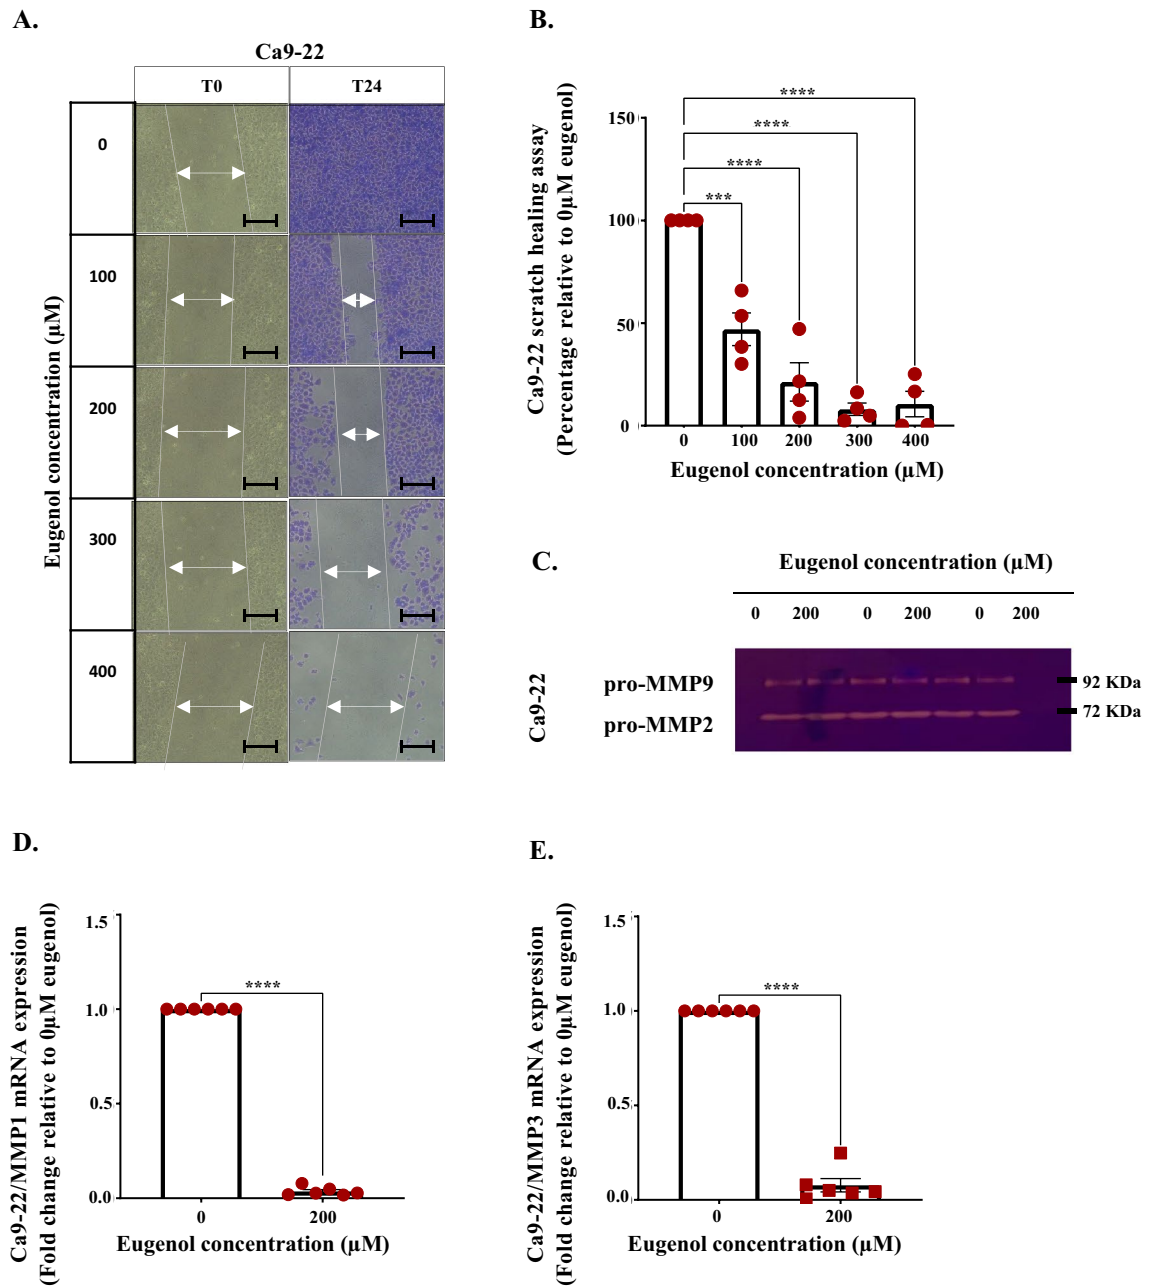 A.
Ca9-22
T0 T24
Eugenol concentration (µM)
0
100
200
300
400
B.
Ca9-22 scratch healing assay
(Percentage relative to 0µM eugenol)
150
100
50
0
****
****
****
***
0 100 200 300 400
Eugenol concentration (µM)
C.
Eugenol concentration (µM)
0 200 0 200 0 200
Ca9-22
pro-MMP9
pro-MMP2
92 KDa
72 KDa
D.
Ca9-22/MMP1 mRNA expression
(Fold change relative to 0µM eugenol)
1.5
1.0
0.5
0.0
****
0 200
Eugenol concentration (µM)
E.
Ca9-22/MMP3 mRNA expression
(Fold change relative to 0µM eugenol)
1.5
1.0
0.5
0.0
****
0 200
Eugenol concentration (µM)